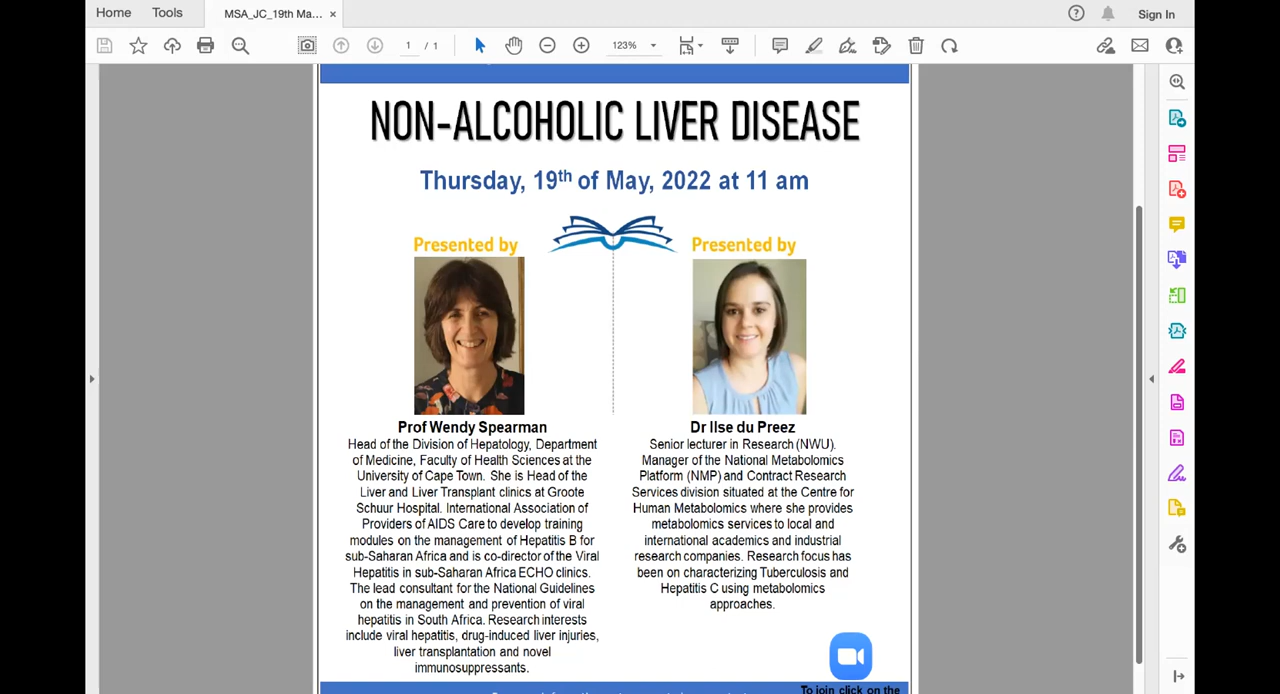 Home
Tools
MSA_JC_19th Ma... ×
Sign In
1 / 1
123%
NON-ALCOHOLIC LIVER DISEASE
Thursday, 19th of May, 2022 at 11 am
Presented by
Prof Wendy Spearman
Head of the Division of Hepatology, Department
of Medicine, Faculty of Health Sciences at the
University of Cape Town. She is Head of the
Liver and Liver Transplant clinics at Groote
Schuur Hospital. International Association of
Providers of AIDS Care to develop training
modules on the management of Hepatitis B for
sub-Saharan Africa and is co-director of the Viral
Hepatitis in sub-Saharan Africa ECHO clinics.
The lead consultant for the National Guidelines
on the management and prevention of viral
hepatitis in South Africa. Research interests
include viral hepatitis, drug-induced liver injuries,
liver transplantation and novel
immunosuppressants.
Presented by
Dr Ilse du Preez
Senior lecturer in Research (NWU).
Manager of the National Metabolomics
Platform (NMP) and Contract Research
Services division situated at the Centre for
Human Metabolomics where she provides
metabolomics services to local and
international academics and industrial
research companies. Research focus has
been on characterizing Tuberculosis and
Hepatitis C using metabolomics
approaches.
To join click on the